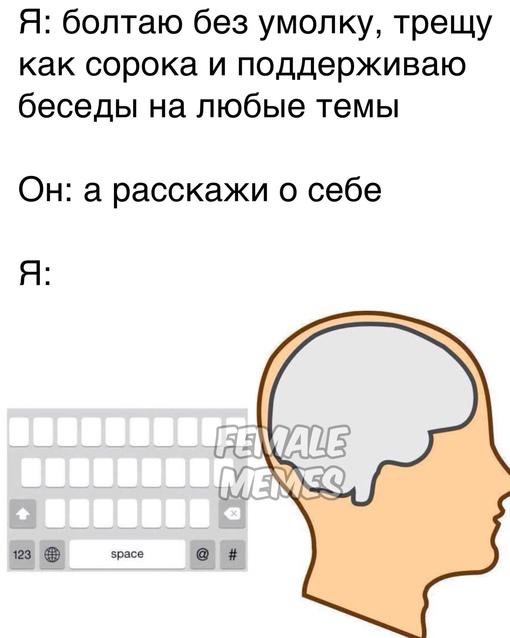 Я: болтаю без умолку, трещу
как сорока и поддерживаю
беседы на любые темы
Он: а расскажи о себе
Я:
FEMALE
MEMES
123 space @ #